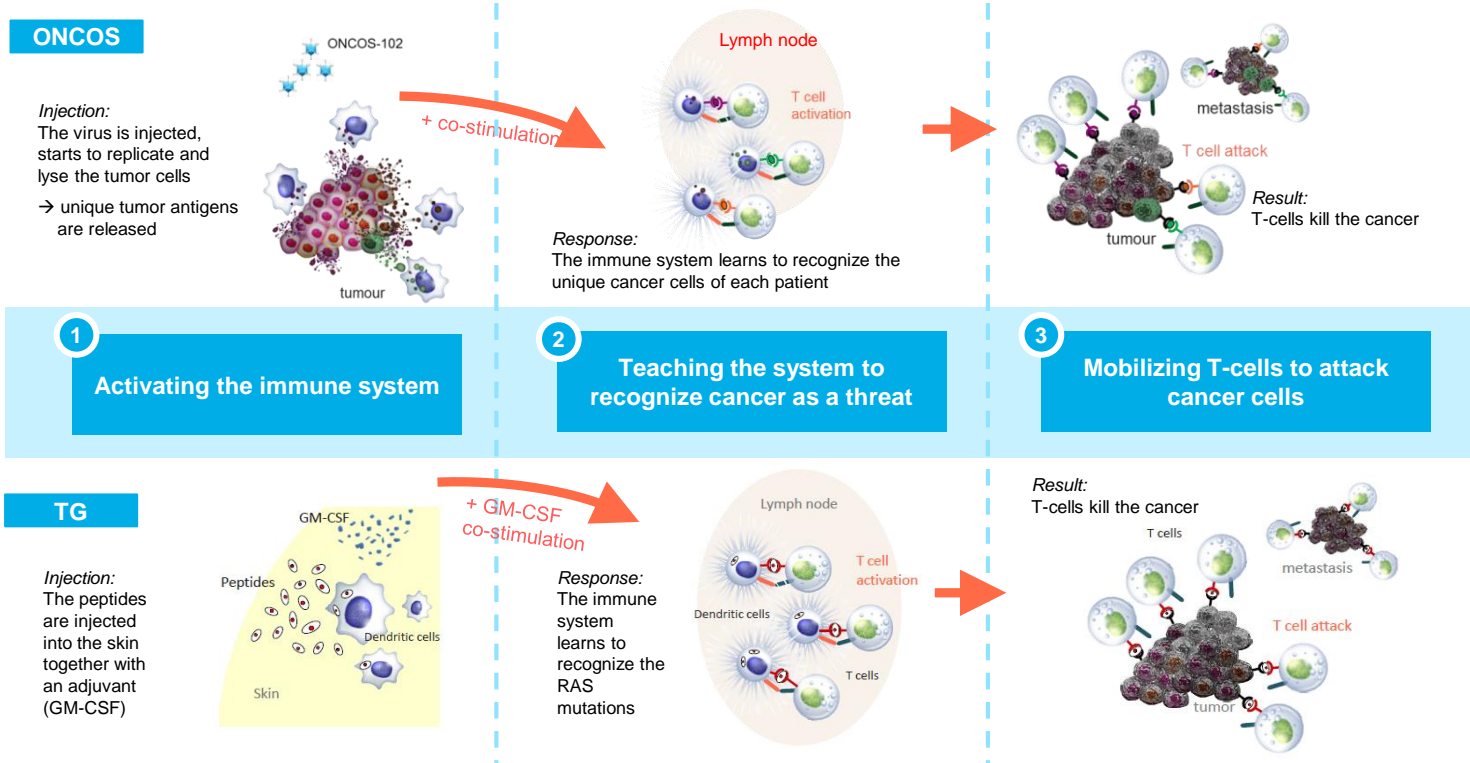 ONCOS
ONCOS-102
Injection:
The virus is injected,
starts to replicate and
lyse the tumor cells
→ unique tumor antigens
are released
tumour
+ co-stimulation
Lymph node
T cell
activation
Response:
The immune system learns to recognize the
unique cancer cells of each patient
metastasis
T cell attack
tumour
Result:
T-cells kill the cancer
1
Activating the immune system
2
Teaching the system to
recognize cancer as a threat
3
Mobilizing T-cells to attack
cancer cells
TG
Injection:
The peptides
are injected
into the skin
together with
an adjuvant
(GM-CSF)
GM-CSF
Peptides
Dendritic cells
Skin
+ GM-CSF
co-stimulation
Response:
The immune
system
learns to
recognize the
RAS
mutations
Lymph node
T cell
activation
Dendritic cells
T cells
Result:
T-cells kill the cancer
T cells
metastasis
T cell attack
tumor